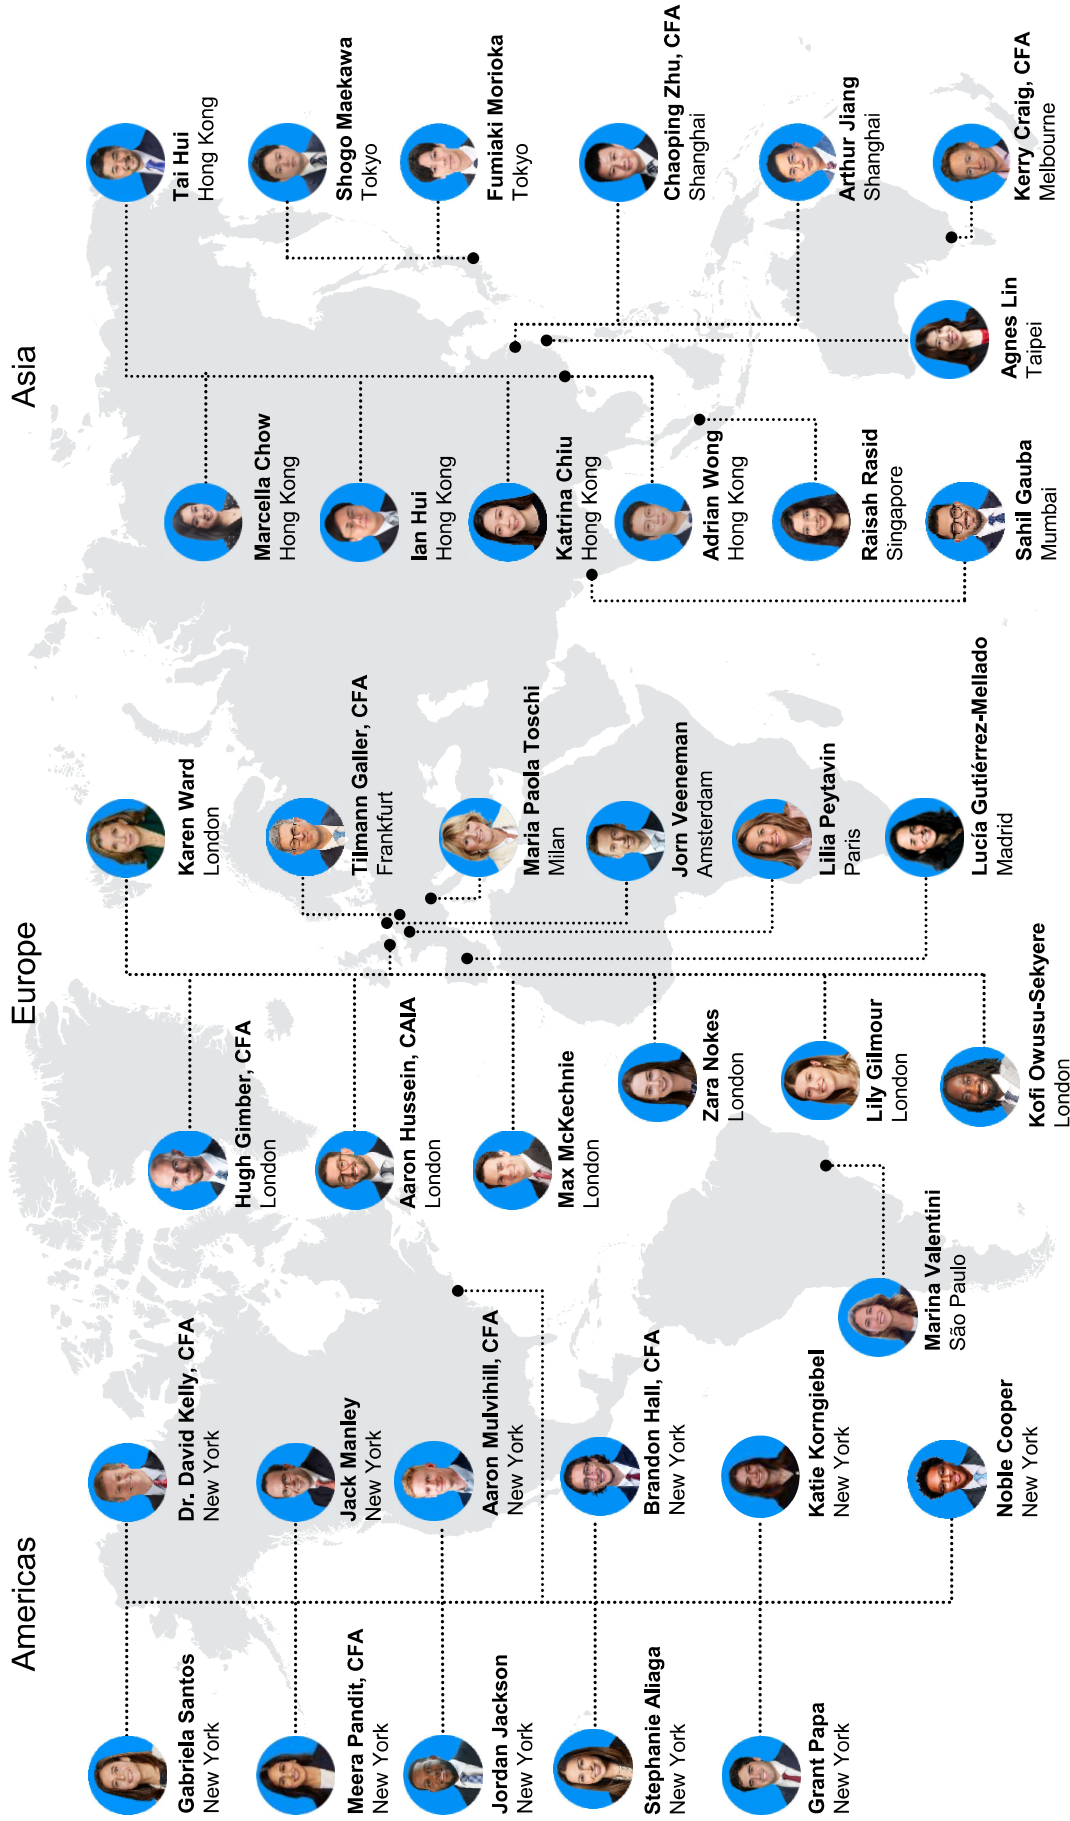 Americas
Gabriela Santos
New York
Dr. David Kelly, CFA
New York
Meera Pandit, CFA
New York
Jack Manley
New York
Jordan Jackson
New York
Aaron Mulvihill, CFA
New York
Stephanie Aliaga
New York
Brandon Hall, CFA
New York
Grant Papa
New York
Katie Korngiebel
New York
Noble Cooper
New York
Marina Valentini
São Paulo
Europe
Karen Ward
London
Hugh Gimber, CFA
London
Tilmann Galler, CFA
Frankfurt
Aaron Hussein, CAIA
London
Maria Paola Toschi
Milan
Max McKechnie
London
Jorn Veeneman
Amsterdam
Zara Nokes
London
Lilia Peytavin
Paris
Lily Gilmour
London
Lucía Gutiérrez-Mellado
Madrid
Kofi Owusu-Sekyere
London
Asia
Tai Hui
Hong Kong
Marcella Chow
Hong Kong
Shogo Maekawa
Tokyo
Ian Hui
Hong Kong
Fumiaki Morioka
Tokyo
Katrina Chiu
Hong Kong
Chaoping Zhu, CFA
Shanghai
Adrian Wong
Hong Kong
Arthur Jiang
Shanghai
Raisah Rasid
Singapore
Agnes Lin
Taipei
Kerry Craig, CFA
Melbourne
Sahil Gauba
Mumbai